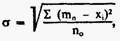 σ = √(Σ (mₙ − xᵢ)² / nₒ),